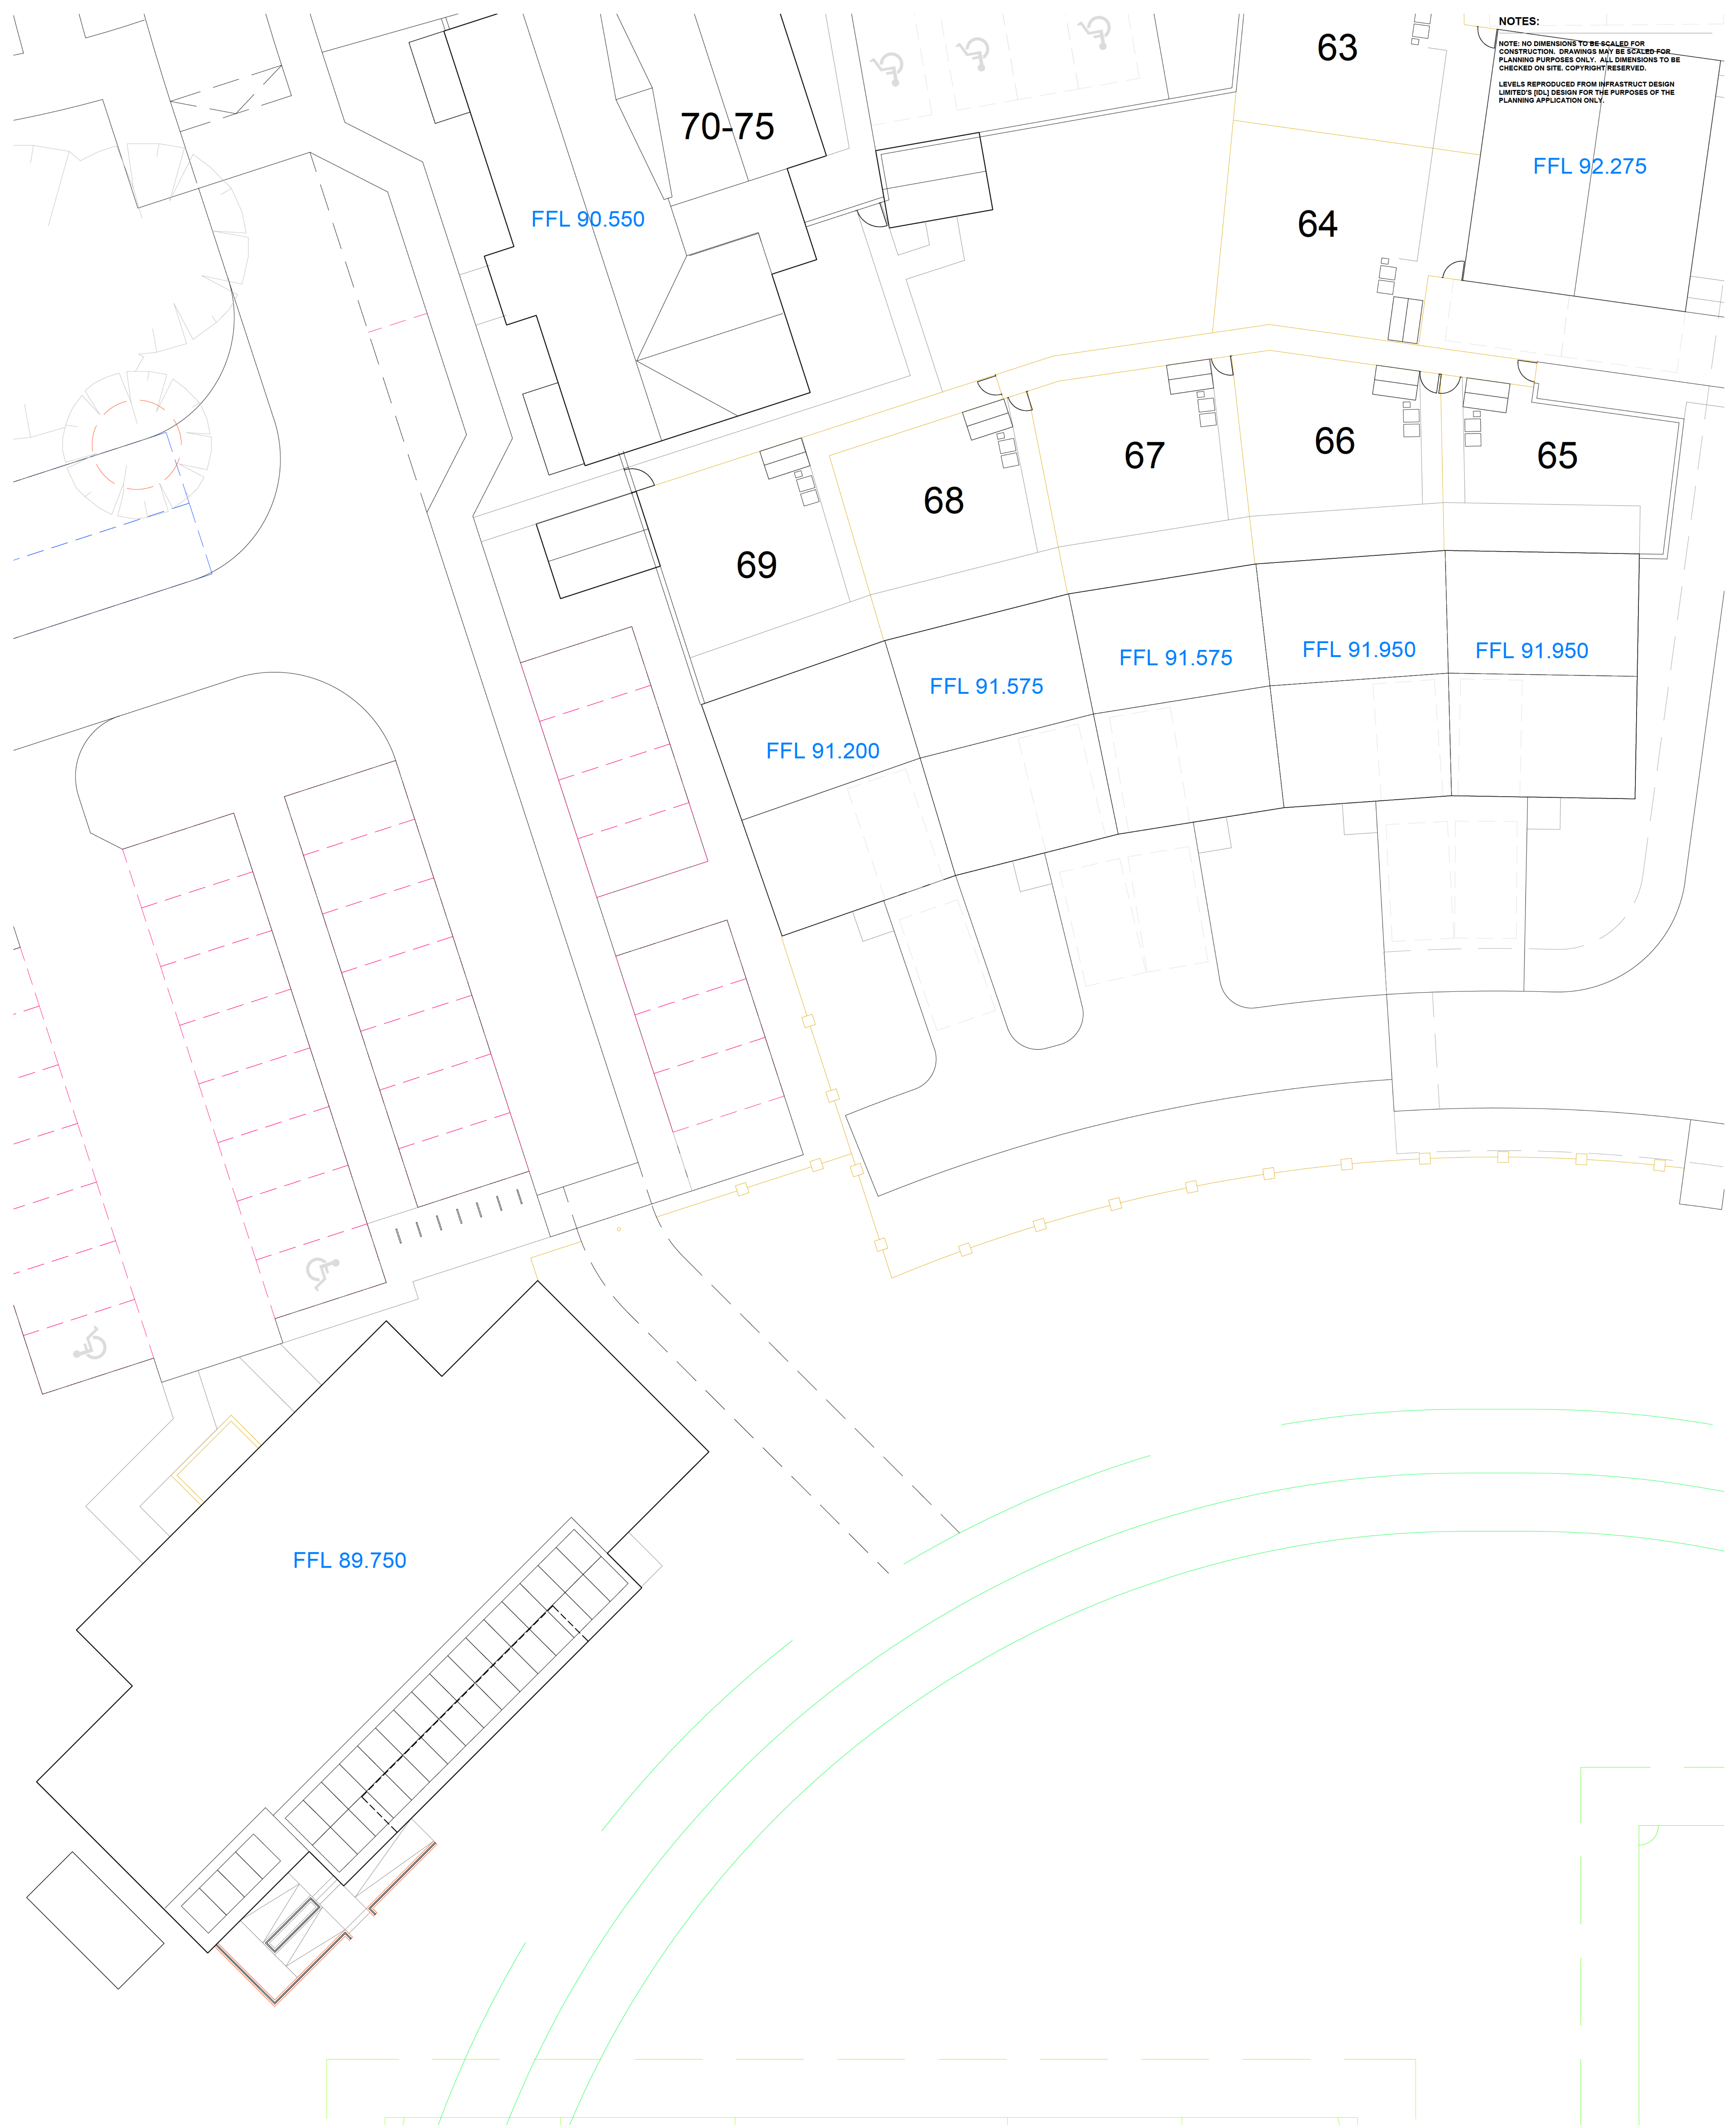 NOTES:
NOTE: NO DIMENSIONS TO BE SCALED FOR
CONSTRUCTION. DRAWINGS MAY BE SCALED FOR
PLANNING PURPOSES ONLY. ALL DIMENSIONS TO BE
CHECKED ON SITE. COPYRIGHT RESERVED.
LEVELS REPRODUCED FROM INFRASTRUCT DESIGN
LIMITED'S [IDL] DESIGN FOR THE PURPOSES OF THE
PLANNING APPLICATION ONLY.
63
70-75
FFL 92.275
FFL 90.550
64
67
66
65
68
69
FFL 91.950
FFL 91.950
FFL 91.575
FFL 91.575
FFL 91.200
FFL 89.750